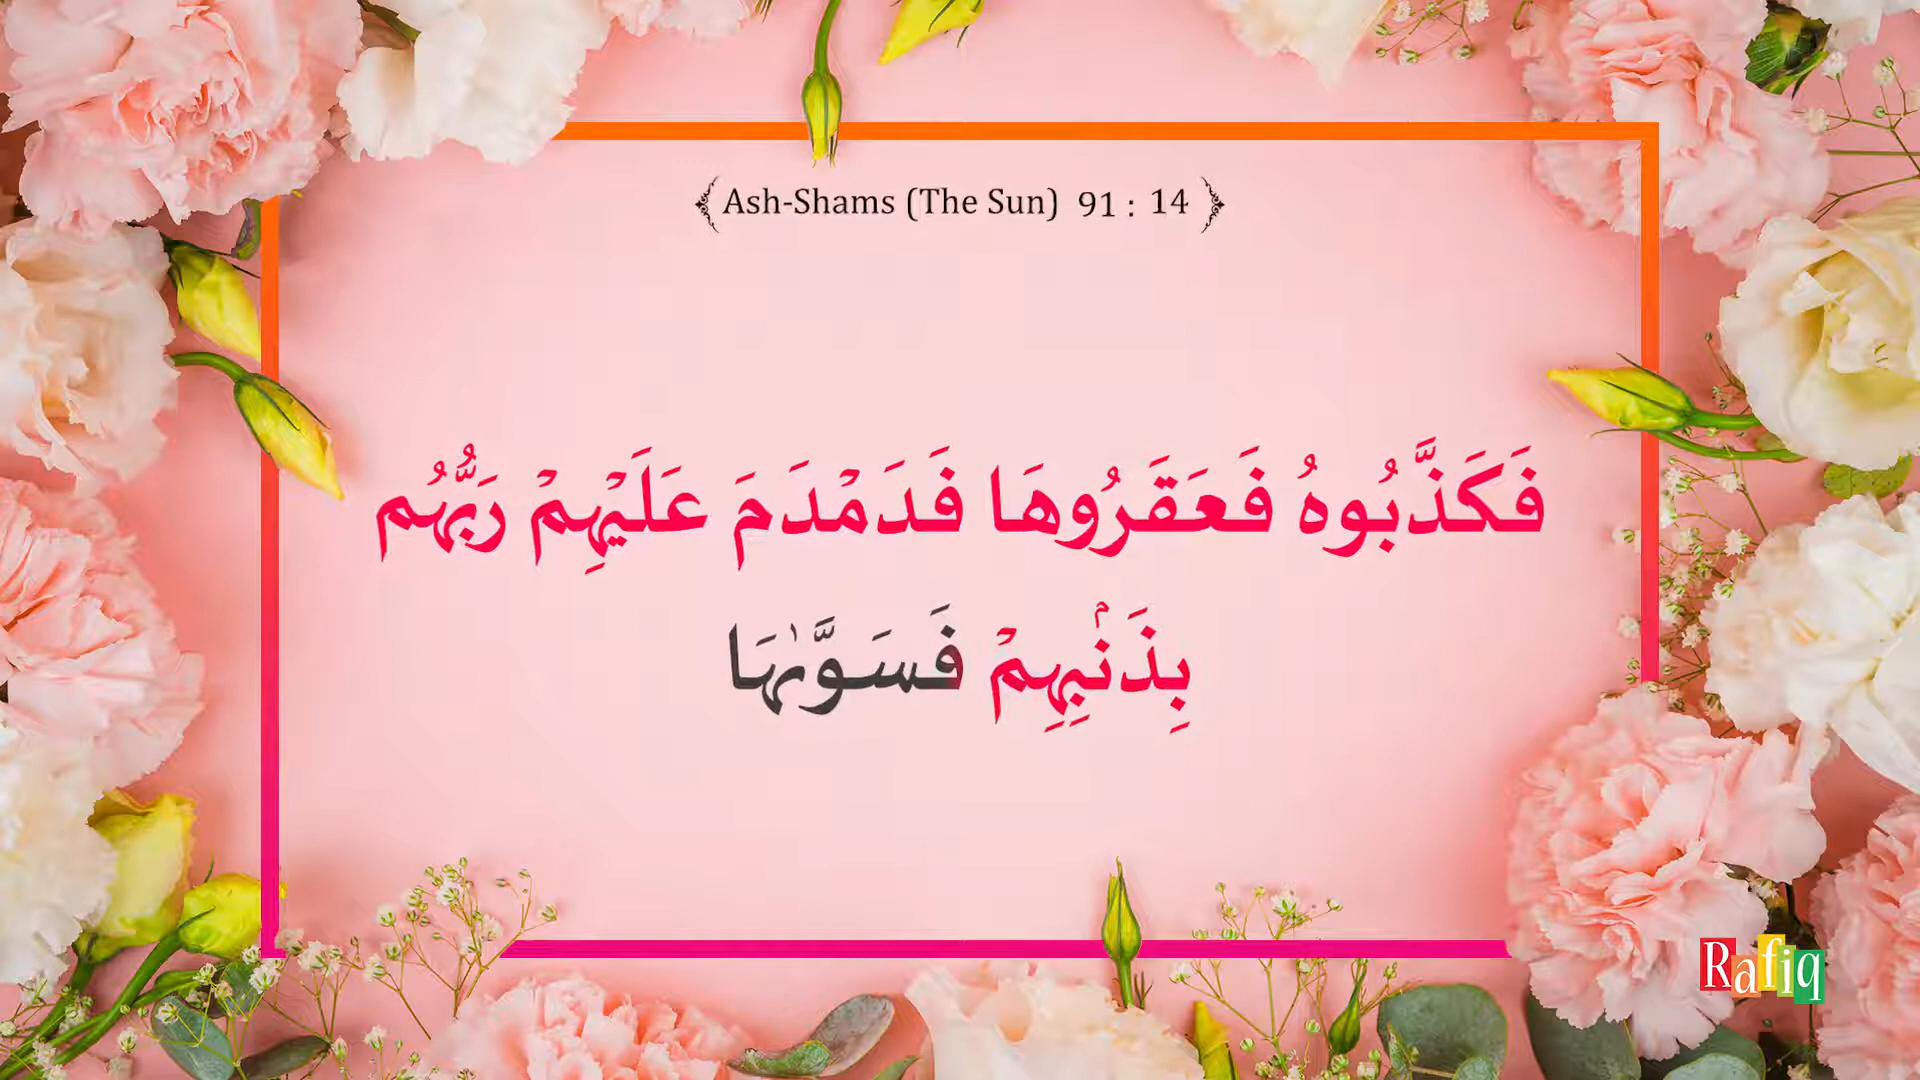 Ash-Shams (The Sun) 91 : 14
فَكَذَّبُوهُ فَعَقَرُوهَا فَدَمْدَمَ عَلَيْهِمْ رَبُّهُم
بِذَنۢبِهِمْ فَسَوَّىٰهَا
Rafiq